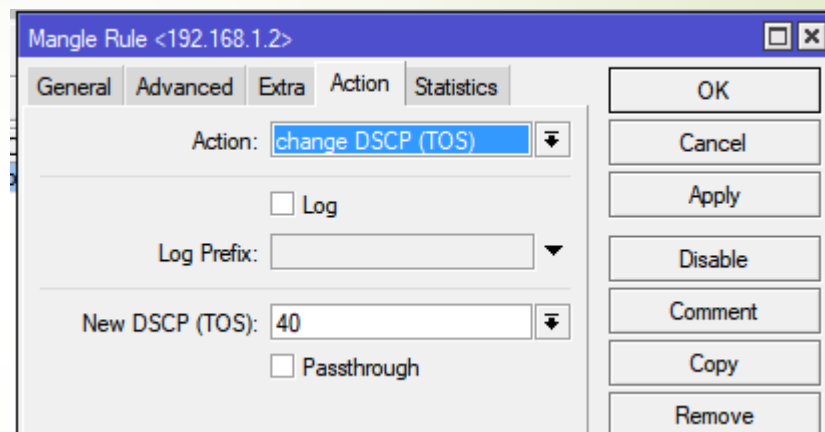 Mangle Rule <192.168.1.2>
General Advanced Extra Action Statistics
Action: change DSCP (TOS)
Log
Log Prefix:
New DSCP (TOS): 40
Passthrough
OK
Cancel
Apply
Disable
Comment
Copy
Remove